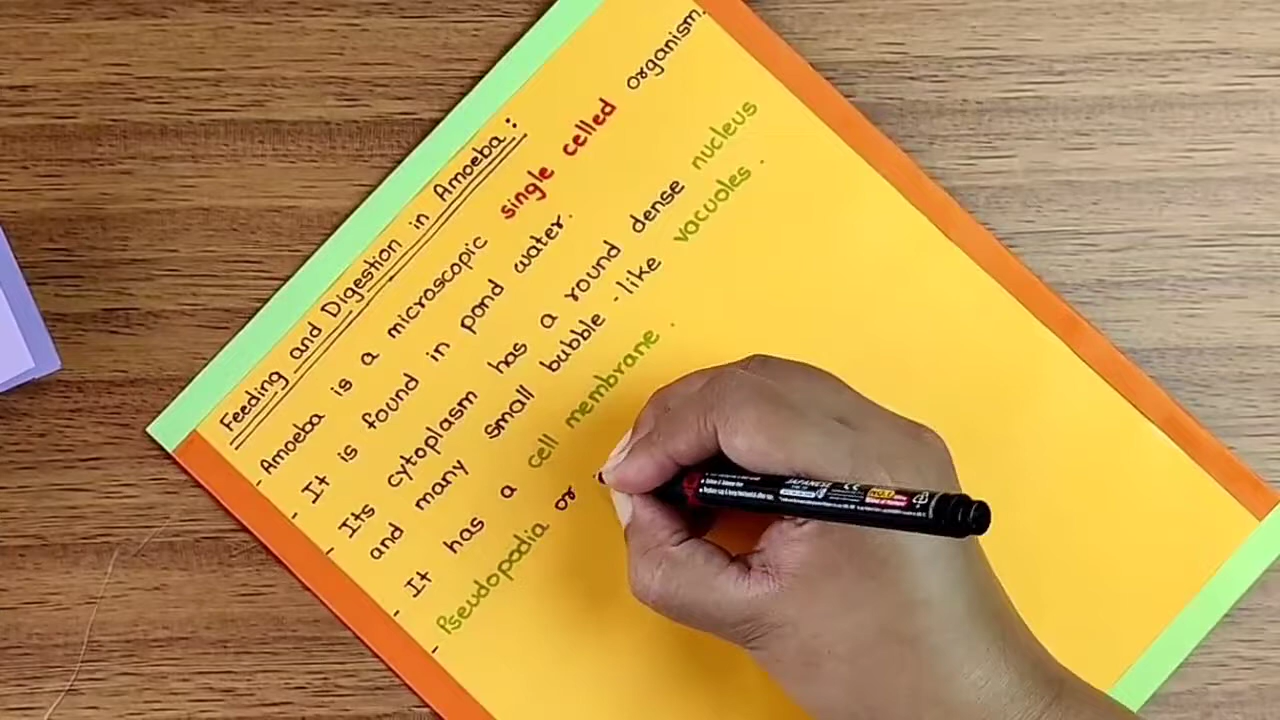 Feeding and Digestion in Amoeba :
- Amoeba is a microscopic single celled organism.
- It is found in pond water.
- Its cytoplasm has a round dense nucleus
and many small bubble-like vacuoles.
- It has a cell membrane.
- Pseudopodia or
JAPANESE